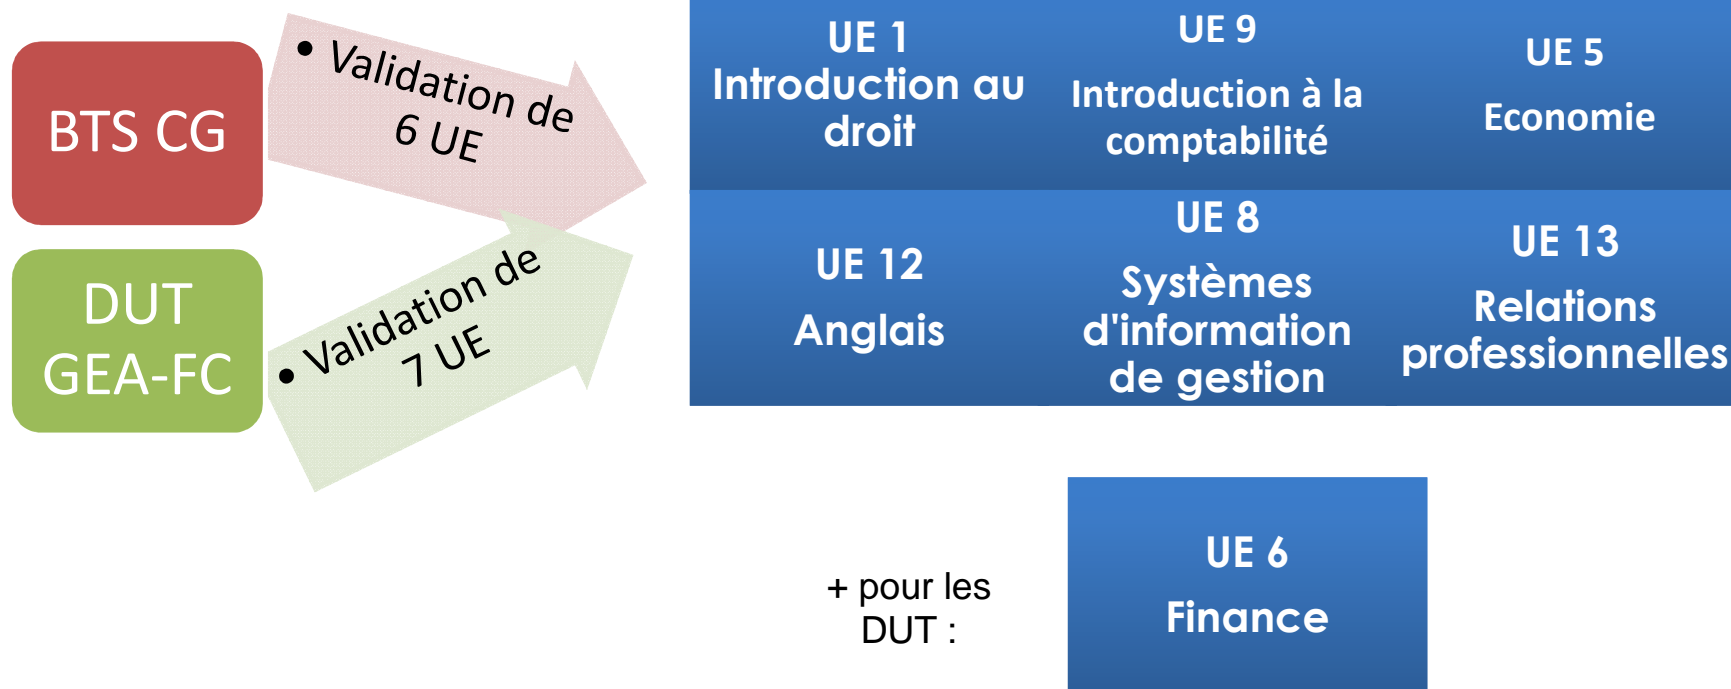 BTS CG
• Validation de
6 UE
DUT
GEA-FC
• Validation de
7 UE
UE 1
Introduction au
droit
UE 9
Introduction à la
comptabilité
UE 5
Economie
UE 12
Anglais
UE 8
Systèmes
d'information
de gestion
UE 13
Relations
professionnelles
+ pour les
DUT :
UE 6
Finance